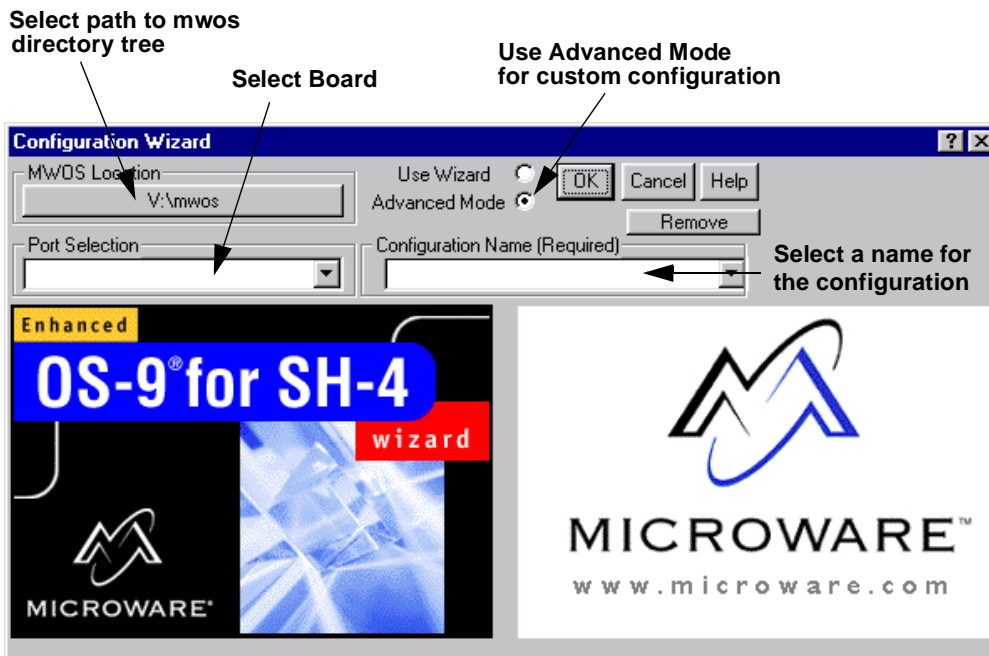 Select path to mwos
directory tree
Select Board
Use Advanced Mode
for custom configuration
Configuration Wizard
MWOS Location
V:\mwos
Use Wizard
Advanced Mode
OK
Cancel
Help
Remove
Port Selection
Configuration Name (Required)
Select a name for
the configuration
Enhanced
OS-9® for SH-4
wizard
MICROWARE®
MICROWARE™
www.microware.com